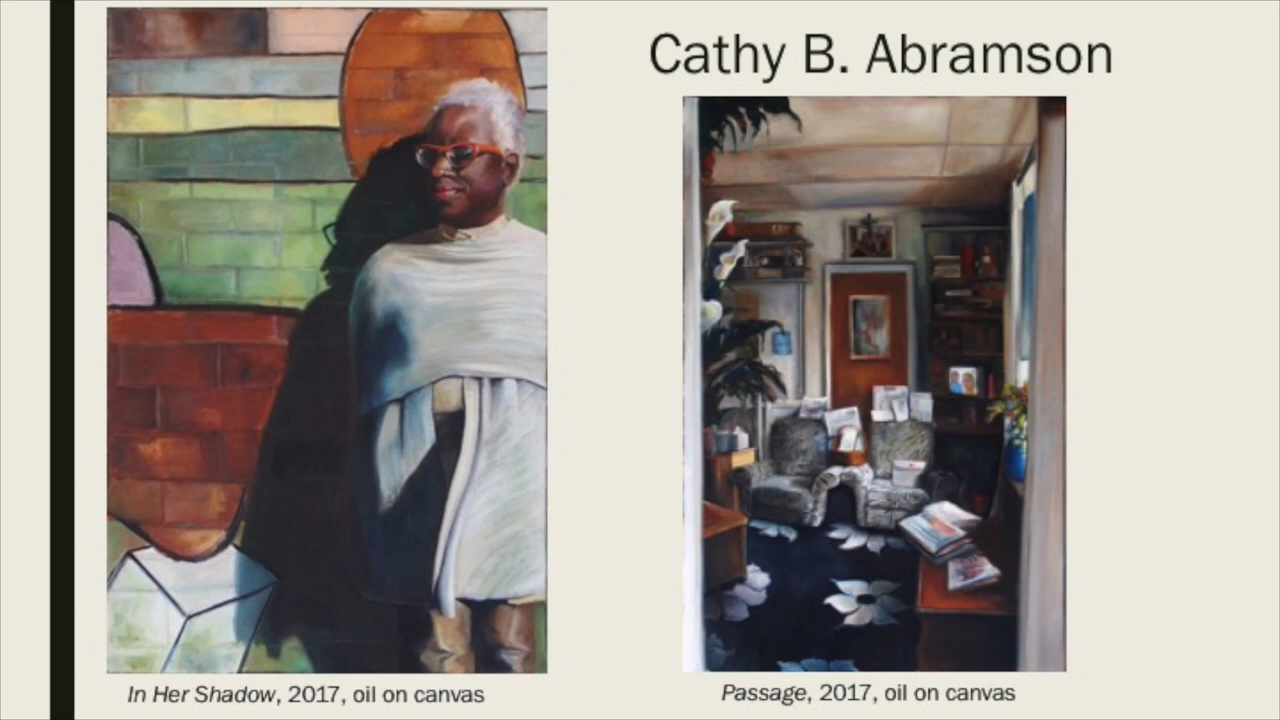 Cathy B. Abramson
In Her Shadow, 2017, oil on canvas
Passage, 2017, oil on canvas